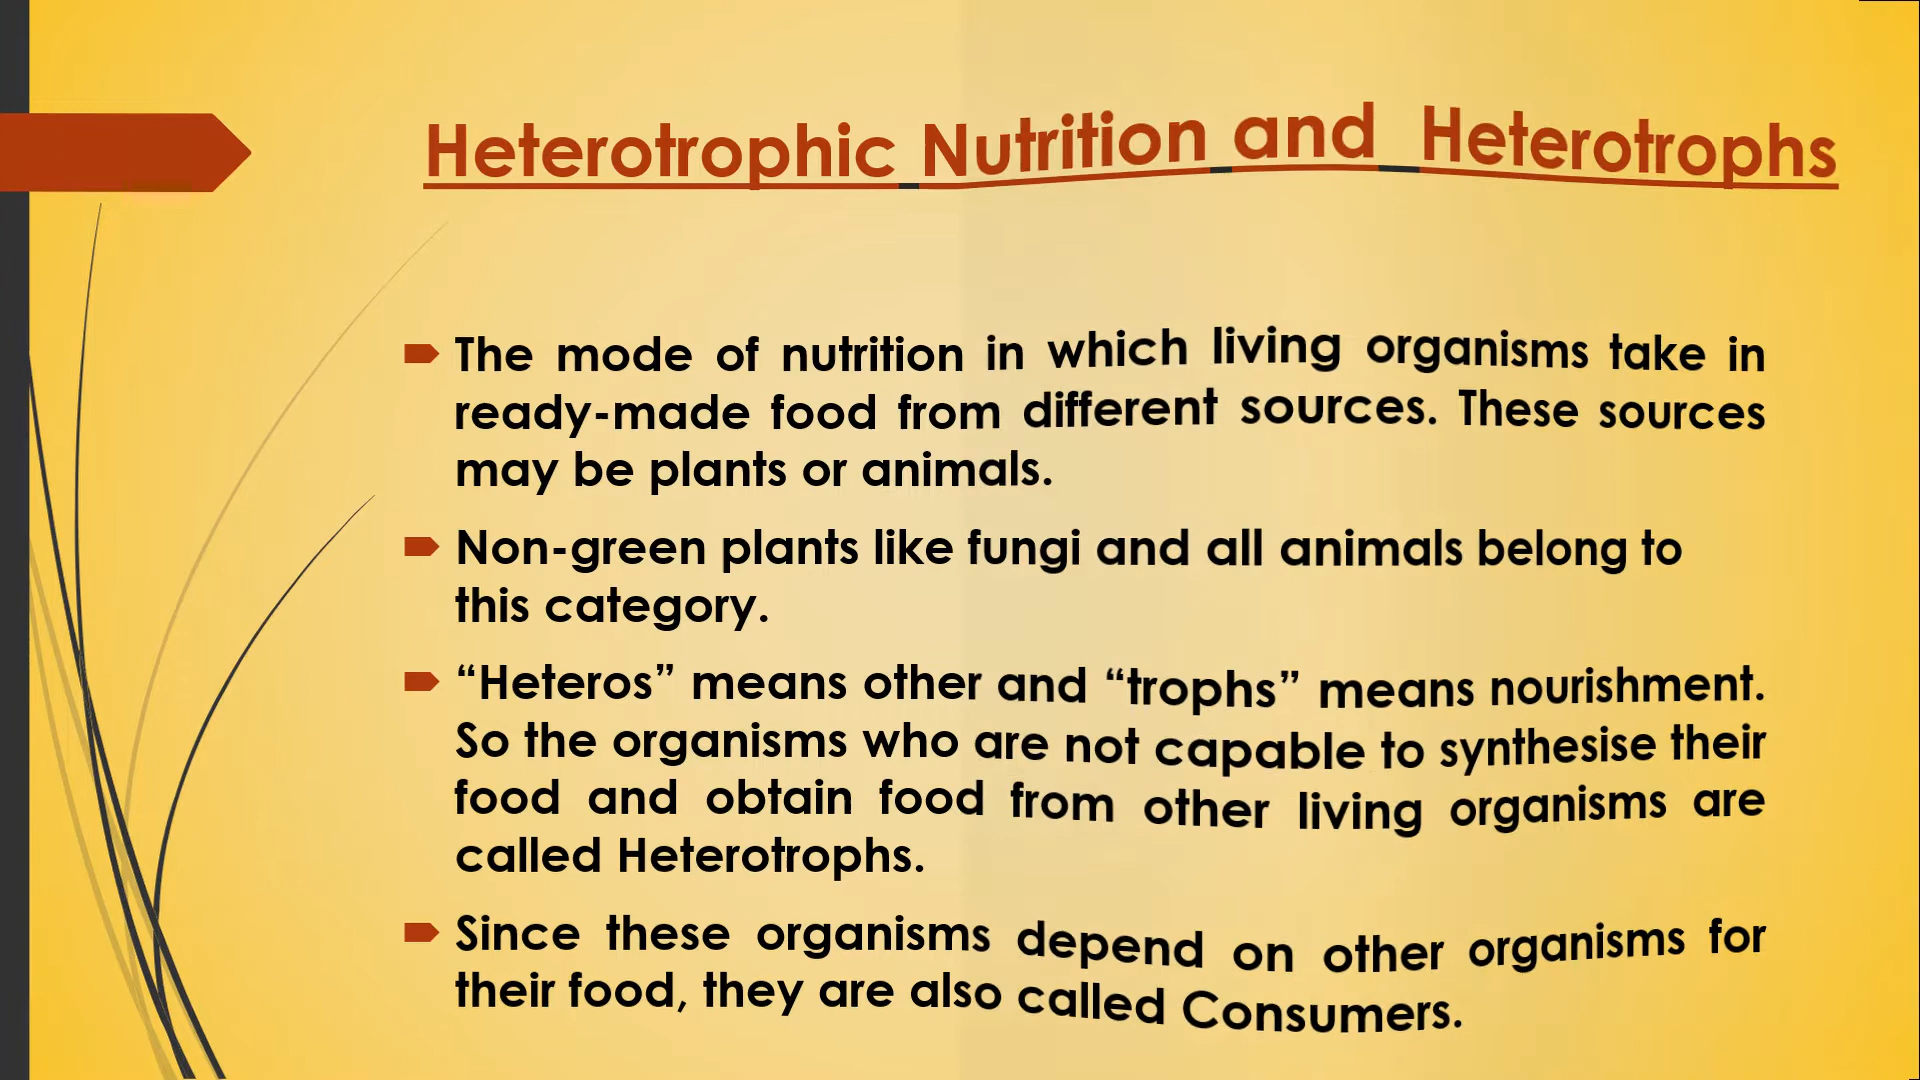 Heterotrophic Nutrition and Heterotrophs
The mode of nutrition in which living organisms take in
ready-made food from different sources. These sources
may be plants or animals.
Non-green plants like fungi and all animals belong to
this category.
“Heteros” means other and “trophs” means nourishment.
So the organisms who are not capable to synthesise their
food and obtain food from other living organisms are
called Heterotrophs.
Since these organisms depend on other organisms for
their food, they are also called Consumers.